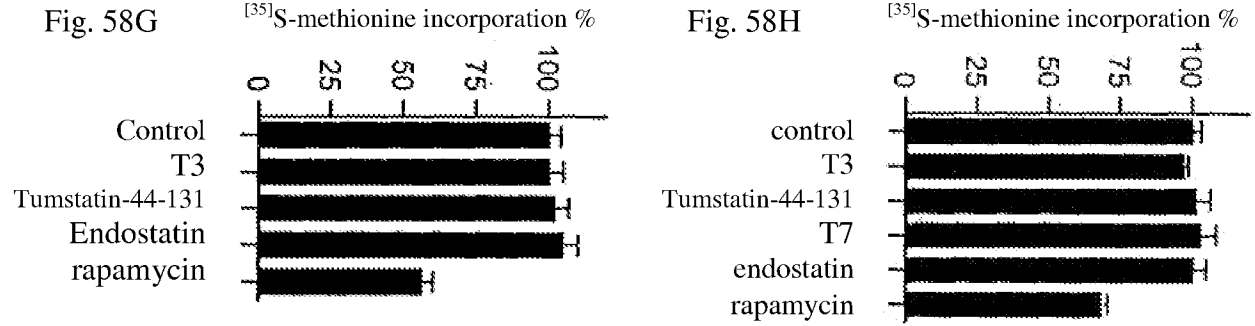 Fig. 58G
[35]S-methionine incorporation %
0 25 50 75 100
Control
T3
Tumstatin-44-131
Endostatin
rapamycin
Fig. 58H
[35]S-methionine incorporation %
0 25 50 75 100
control
T3
Tumstatin-44-131
T7
endostatin
rapamycin